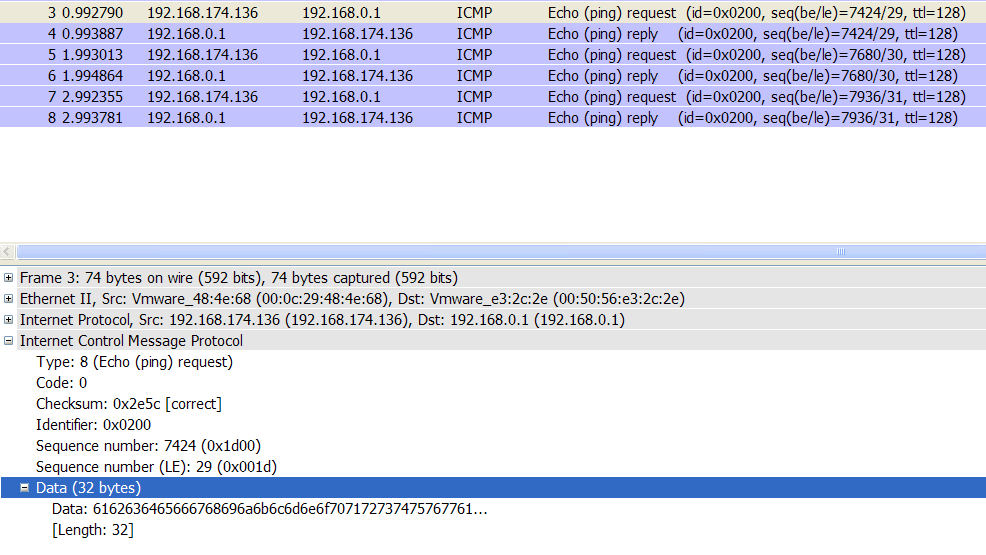 3 0.992790 192.168.174.136 192.168.0.1 ICMP Echo (ping) request (id=0x0200, seq(be/le)=7424/29, ttl=128)
4 0.993887 192.168.0.1 192.168.174.136 ICMP Echo (ping) reply (id=0x0200, seq(be/le)=7424/29, ttl=128)
5 1.993013 192.168.174.136 192.168.0.1 ICMP Echo (ping) request (id=0x0200, seq(be/le)=7680/30, ttl=128)
6 1.994864 192.168.0.1 192.168.174.136 ICMP Echo (ping) reply (id=0x0200, seq(be/le)=7680/30, ttl=128)
7 2.992355 192.168.174.136 192.168.0.1 ICMP Echo (ping) request (id=0x0200, seq(be/le)=7936/31, ttl=128)
8 2.993781 192.168.0.1 192.168.174.136 ICMP Echo (ping) reply (id=0x0200, seq(be/le)=7936/31, ttl=128)
Frame 3: 74 bytes on wire (592 bits), 74 bytes captured (592 bits)
Ethernet II, Src: Vmware_48:4e:68 (00:0c:29:48:4e:68), Dst: Vmware_e3:2c:2e (00:50:56:e3:2c:2e)
Internet Protocol, Src: 192.168.174.136 (192.168.174.136), Dst: 192.168.0.1 (192.168.0.1)
Internet Control Message Protocol
Type: 8 (Echo (ping) request)
Code: 0
Checksum: 0x2e5c [correct]
Identifier: 0x0200
Sequence number: 7424 (0x1d00)
Sequence number (LE): 29 (0x001d)
Data (32 bytes)
Data: 6162636465666768696a6b6c6d6e6f707172737475767761...
[Length: 32]